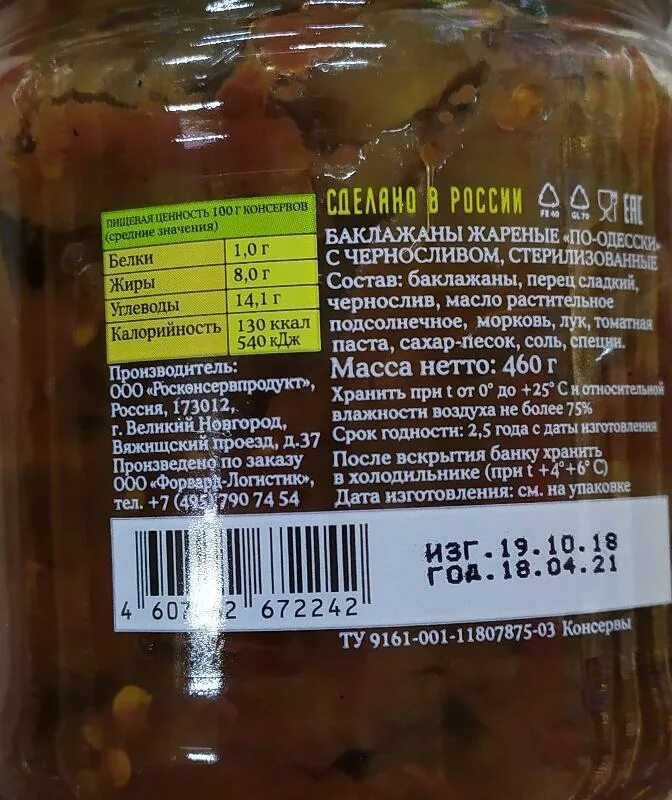 СДЕЛАНО В РОССИИ
FE 40 GL 70 EAC
ПИЩЕВАЯ ЦЕННОСТЬ 100 Г КОНСЕРВОВ
(средние значения)
Белки 1,0 г
Жиры 8,0 г
Углеводы 14,1 г
Калорийность 130 ккал
540 кДж
Производитель:
ООО «Росконсервпродукт»,
Россия, 173012,
г. Великий Новгород,
Вяжищский проезд, д.37
Произведено по заказу
ООО «Форвард-Логистик»,
тел. +7 (495) 790 74 54
БАКЛАЖАНЫ ЖАРЕНЫЕ «ПО-ОДЕССКИ»
С ЧЕРНОСЛИВОМ, СТЕРИЛИЗОВАННЫЕ
Состав: баклажаны, перец сладкий,
чернослив, масло растительное
подсолнечное, морковь, лук, томатная
паста, сахар-песок, соль, специи.
Масса нетто: 460 г
Хранить при t от 0° до +25° С и относительной
влажности воздуха не более 75%
Срок годности: 2,5 года с даты изготовления
После вскрытия банку хранить
в холодильнике (при t +4°+6° С)
Дата изготовления: см. на упаковке
ИЗГ.19.10.18
ГОД.18.04.21
4 607 2 672242
ТУ 9161-001-11807875-03 Консервы